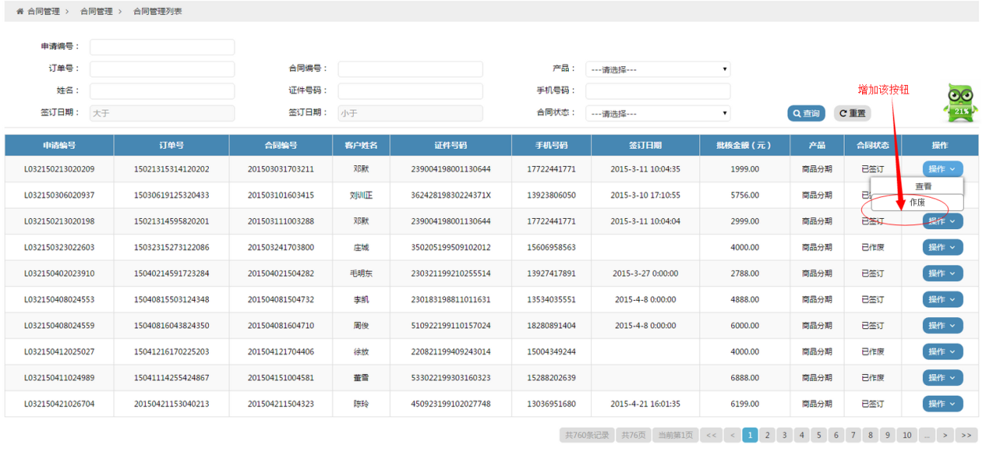 合同管理 > 合同管理 > 合同管理列表
申请编号：
订单号： 合同编号： 产品： ---请选择---
姓名： 证件号码： 手机号码：
增加该按钮
签订日期： 大于 签订日期： 小于 合同状态： ---请选择--- 查询 重置 21%
申请编号 订单号 合同编号 客户姓名 证件号码 手机号码 签订日期 批核金额（元） 产品 合同状态 操作
L032150213020209 15021315314120202 201503031703211 邓默 239004198001130644 17722441771 2015-3-11 10:04:35 1999.00 商品分期 已签订 操作
查看
L032150306020937 15030619125320433 201503101603415 刘训正 36242819830224371X 13923806050 2015-3-10 17:10:55 5756.00 商品分期 已
作废
L032150213020198 15021314595820201 201503111003288 邓默 239004198001130644 17722441771 2015-3-11 10:04:04 2999.00 商品分期 已签订 操作
L032150323022603 15032315273122086 201503241703800 庄城 350205199509102012 15606958563 4000.00 商品分期 已作废 操作
L032150402023910 15040214591723284 201504021504282 毛明东 230321199210255514 13927417891 2015-3-27 0:00:00 2788.00 商品分期 已签订 操作
L032150408024553 15040815503124348 201504081504732 李凯 230183198811011631 13534035551 2015-4-8 0:00:00 4888.00 商品分期 已签订 操作
L032150408024559 15040816043824350 201504081604710 周俊 510922199110157024 18280891404 2015-4-8 0:00:00 6000.00 商品分期 已签订 操作
L032150412025027 15041216170225203 201504121704406 徐放 220821199409243014 15004349244 4000.00 商品分期 已作废 操作
L032150411024989 15041114255424867 201504151004581 董雪 533022199303160323 15288202639 6888.00 商品分期 已作废 操作
L032150421026704 20150421153040213 201504211504323 陈玲 450923199102027748 13036951680 2015-4-21 16:01:35 6199.00 商品分期 已签订 操作
共760条记录 共76页 当前第1页 << < 1 2 3 4 5 6 7 8 9 10 ... > >>